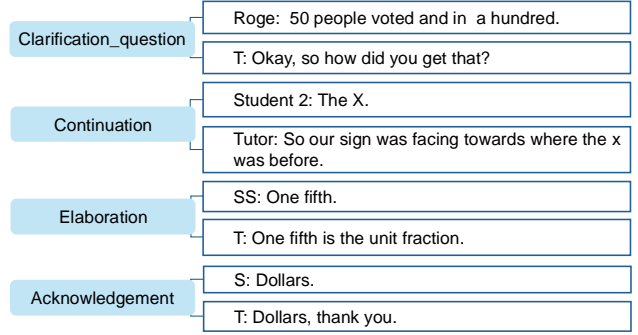 Clarification_question
Roge:  50 people voted and in  a hundred.
T: Okay, so how did you get that?
Continuation
Student 2: The X.
Tutor: So our sign was facing towards where the x
was before.
Elaboration
SS: One fifth.
T: One fifth is the unit fraction.
Acknowledgement
S: Dollars.
T: Dollars, thank you.